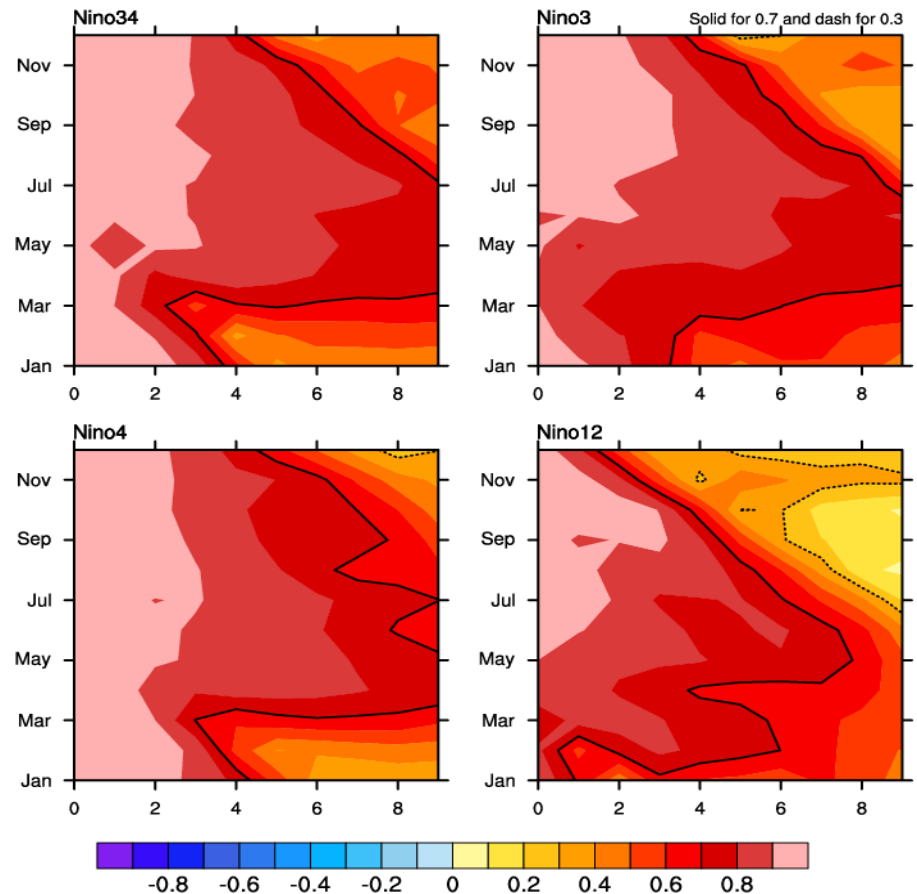 Nino34
Nino3 Solid for 0.7 and dash for 0.3
Nov Nov
Sep Sep
Jul Jul
May May
Mar Mar
Jan Jan
0 2 4 6 8 0 2 4 6 8
Nino4 Nino12
Nov Nov
Sep Sep
Jul Jul
May May
Mar Mar
Jan Jan
0 2 4 6 8 0 2 4 6 8
-0.8 -0.6 -0.4 -0.2 0 0.2 0.4 0.6 0.8